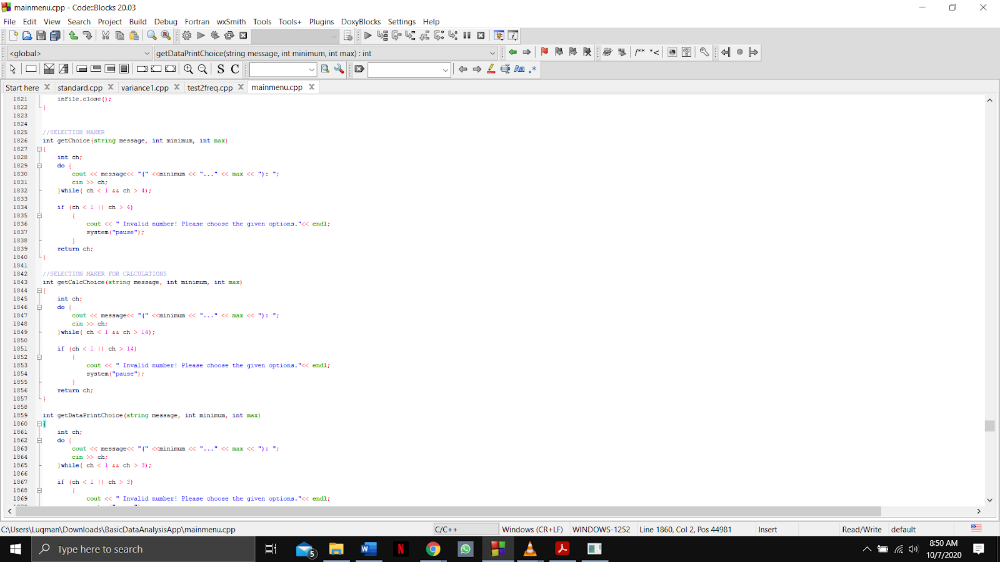 mainmenu.cpp - Code::Blocks 20.03
File Edit View Search Project Build Debug Fortran wxSmith Tools Tools+ Plugins DoxyBlocks Settings Help
<global> getDataPrintChoice(string message, int minimum, int max) : int
/** *<
S C Aa .*
Start here standard.cpp variance1.cpp test2freq.cpp mainmenu.cpp
1821 inFile.close();
1822 }
1823
1824
1825 //SELECTION MAKER
1826 int getChoice(string message, int minimum, int max)
1827 {
1828 int ch;
1829 do {
1830 cout << message<< "(" <<minimum << "..." << max << "): ";
1831 cin >> ch;
1832 }while( ch < 1 && ch > 4);
1833
1834 if (ch < 1 || ch > 4)
1835 {
1836 cout << " Invalid number! Please choose the given options."<< endl;
1837 system("pause");
1838 }
1839 return ch;
1840 }
1841
1842 //SELECTION MAKER FOR CALCULATIONS
1843 int getCalcChoice(string message, int minimum, int max)
1844 {
1845 int ch;
1846 do {
1847 cout << message<< "(" <<minimum << "..." << max << "): ";
1848 cin >> ch;
1849 }while( ch < 1 && ch > 14);
1850
1851 if (ch < 1 || ch > 14)
1852 {
1853 cout << " Invalid number! Please choose the given options."<< endl;
1854 system("pause");
1855 }
1856 return ch;
1857 }
1858
1859 int getDataPrintChoice(string message, int minimum, int max)
1860 {
1861 int ch;
1862 do {
1863 cout << message<< "(" <<minimum << "..." << max << "): ";
1864 cin >> ch;
1865 }while( ch < 1 && ch > 3);
1866
1867 if (ch < 1 || ch > 3)
1868 {
1869 cout << " Invalid number! Please choose the given options."<< endl;
C:\Users\Luqman\Downloads\BasicDataAnalysisApp\mainmenu.cpp C/C++ Windows (CR+LF) WINDOWS-1252 Line 1860, Col 2, Pos 44981 Insert Read/Write default
Type here to search
5
8:50 AM
10/7/2020